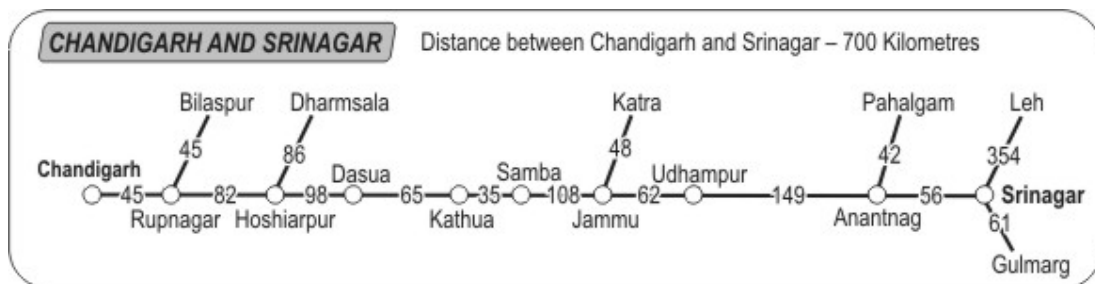 CHANDIGARH AND SRINAGAR Distance between Chandigarh and Srinagar – 700 Kilometres
Bilaspur Dharmsala Katra Pahalgam Leh
45 86 48 42 354
Chandigarh Dasua Samba Udhampur
45 82 98 65 35 108 62 149 56 Srinagar
Rupnagar Hoshiarpur Kathua Jammu Anantnag 61
Gulmarg